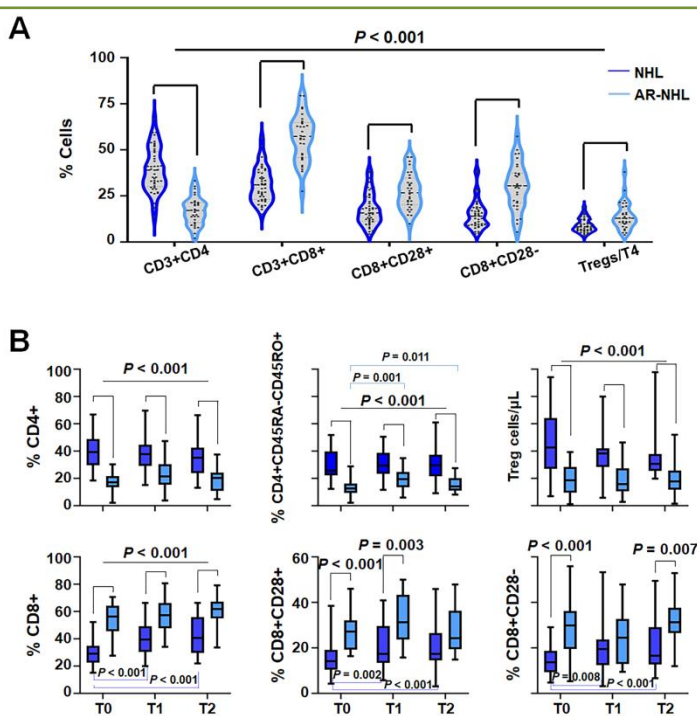 A
P < 0.001
NHL
AR-NHL
% Cells
100
75
50
25
0
CD3+CD4
CD3+CD8+
CD8+CD28+
CD8+CD28-
Tregs/T4
B
% CD4+
100
80
60
40
20
0
P < 0.001
% CD4+CD45RA-CD45RO+
P = 0.011
P = 0.001
P < 0.001
Treg cells/µL
P < 0.001
% CD8+
100
80
60
40
20
0
P < 0.001
P < 0.001
P < 0.001
T0 T1 T2
% CD8+CD28+
60
40
20
0
P < 0.001
P = 0.003
P = 0.002
P < 0.001
T0 T1 T2
% CD8+CD28-
P < 0.001
P = 0.007
P = 0.008
P < 0.001
T0 T1 T2